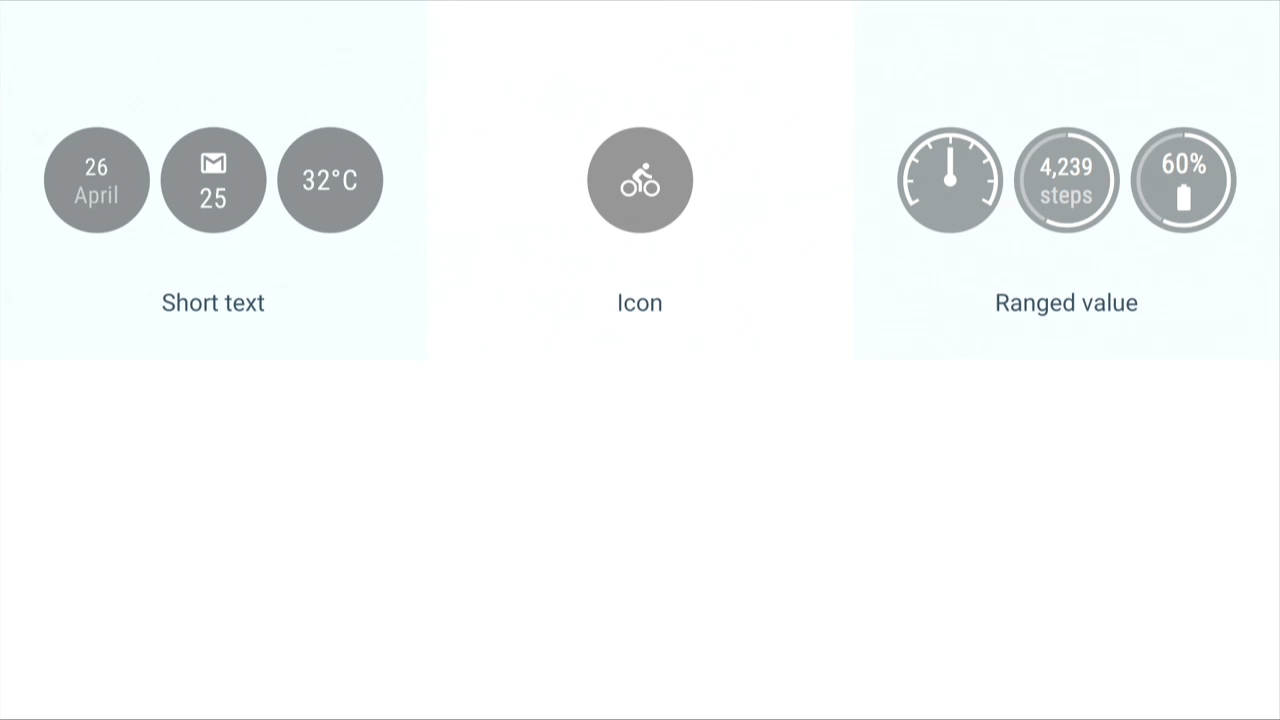 26
April
25
32°C
4,239
steps
60%
Short text
Icon
Ranged value